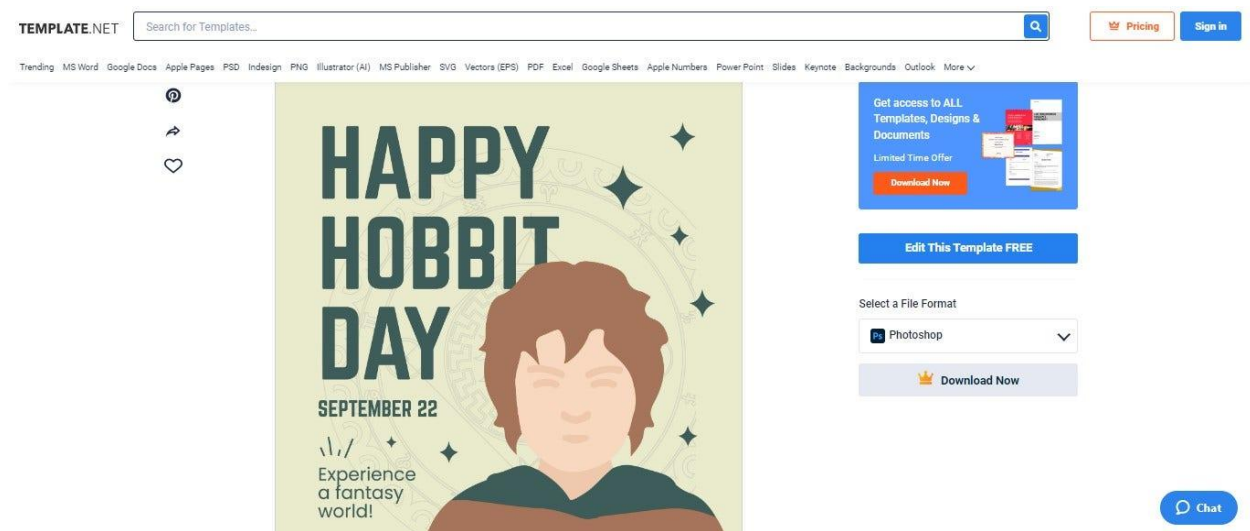 TEMPLATE.NET
Search for Templates...
Pricing
Sign in
Trending MS Word Google Docs Apple Pages PSD Indesign PNG Illustrator (AI) MS Publisher SVG Vectors (EPS) PDF Excel Google Sheets Apple Numbers Power Point Slides Keynote Backgrounds Outlook More
HAPPY
HOBBIT
DAY
SEPTEMBER 22
Experience
a fantasy
world!
Get access to ALL
Templates, Designs &
Documents
Limited Time Offer
Download Now
Edit This Template FREE
Select a File Format
Ps Photoshop
Download Now
Chat